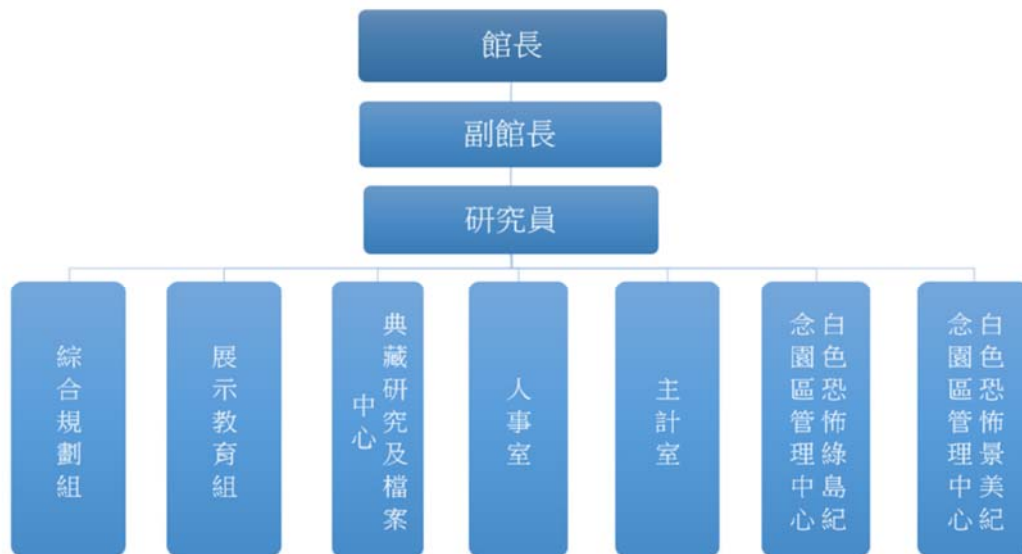 館長
副館長
研究員
綜合規劃組
展示教育組
典藏研究及檔案
中心
人事室
主計室
白色恐怖綠島紀
念園區管理中心
白色恐怖景美紀
念園區管理中心